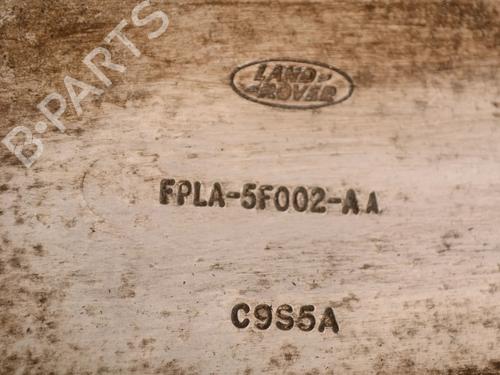 B-PARTS
LAND-
-ROVER
FPLA-5F002-AA
C9S5A